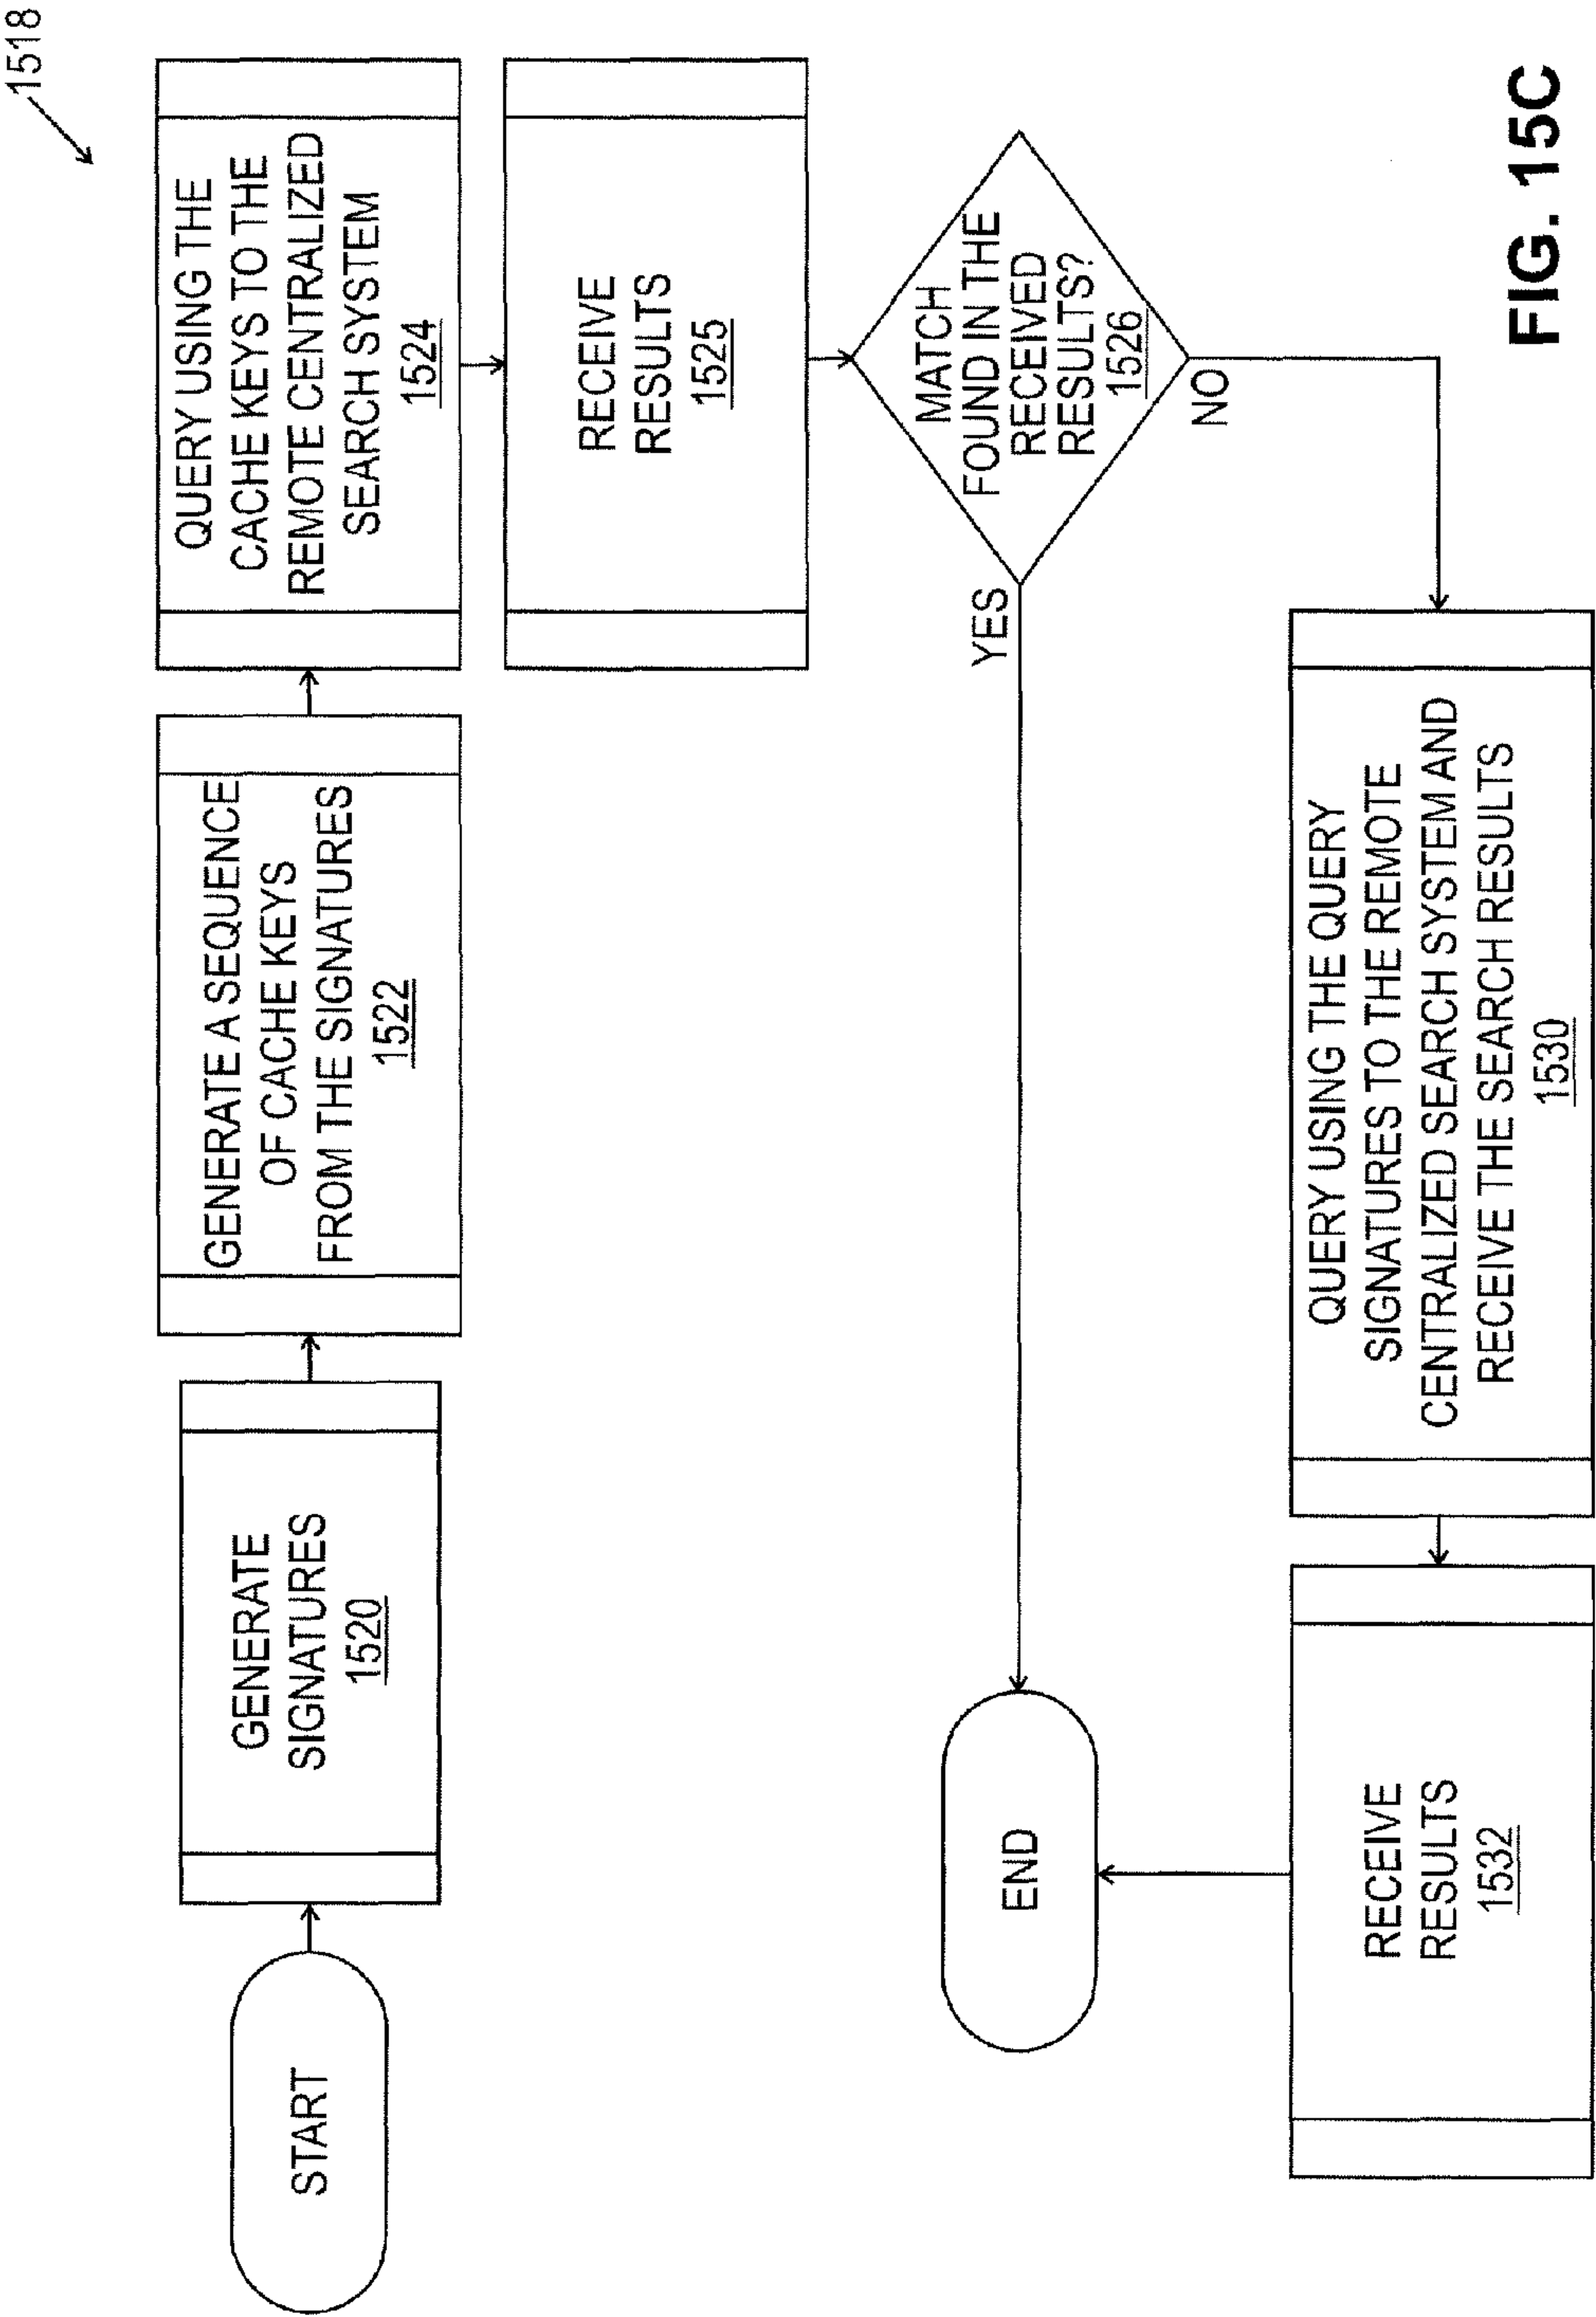 1518
START
GENERATE
SIGNATURES
1520
GENERATE A SEQUENCE
OF CACHE KEYS
FROM THE SIGNATURES
1522
QUERY USING THE
CACHE KEYS TO THE
REMOTE CENTRALIZED
SEARCH SYSTEM
1524
RECEIVE
RESULTS
1525
MATCH
FOUND IN THE
RECEIVED
RESULTS?
1526
YES
NO
END
QUERY USING THE QUERY
SIGNATURES TO THE REMOTE
CENTRALIZED SEARCH SYSTEM AND
RECEIVE THE SEARCH RESULTS
1530
RECEIVE
RESULTS
1532
FIG. 15C